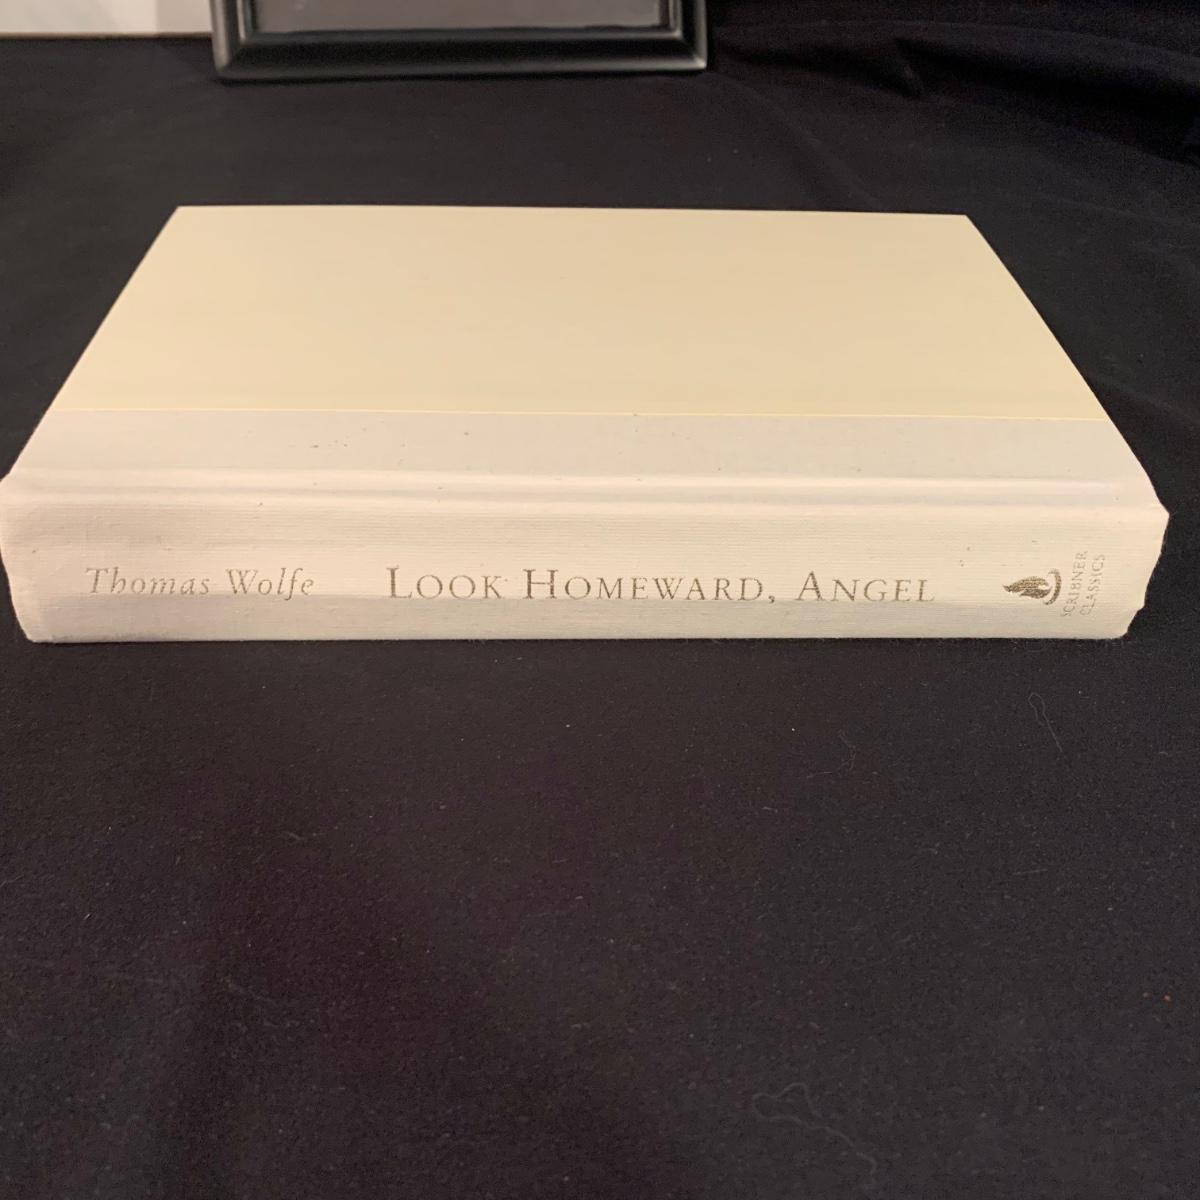 Thomas Wolfe
LOOK HOMEWARD, ANGEL
SCRIBNER
CLASSICS